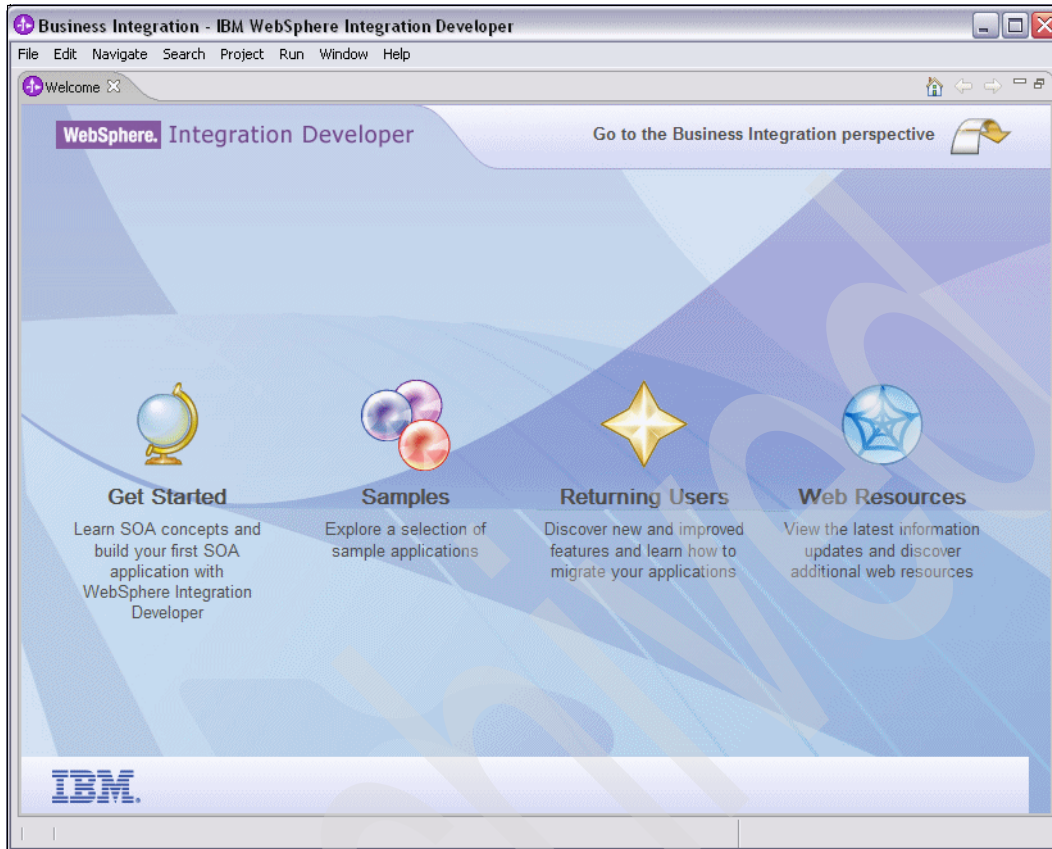 Business Integration - IBM WebSphere Integration Developer
File Edit Navigate Search Project Run Window Help
Welcome
WebSphere. Integration Developer
Go to the Business Integration perspective
Get Started
Learn SOA concepts and
build your first SOA
application with
WebSphere Integration
Developer
Samples
Explore a selection of
sample applications
Returning Users
Discover new and improved
features and learn how to
migrate your applications
Web Resources
View the latest information
updates and discover
additional web resources
IBM.